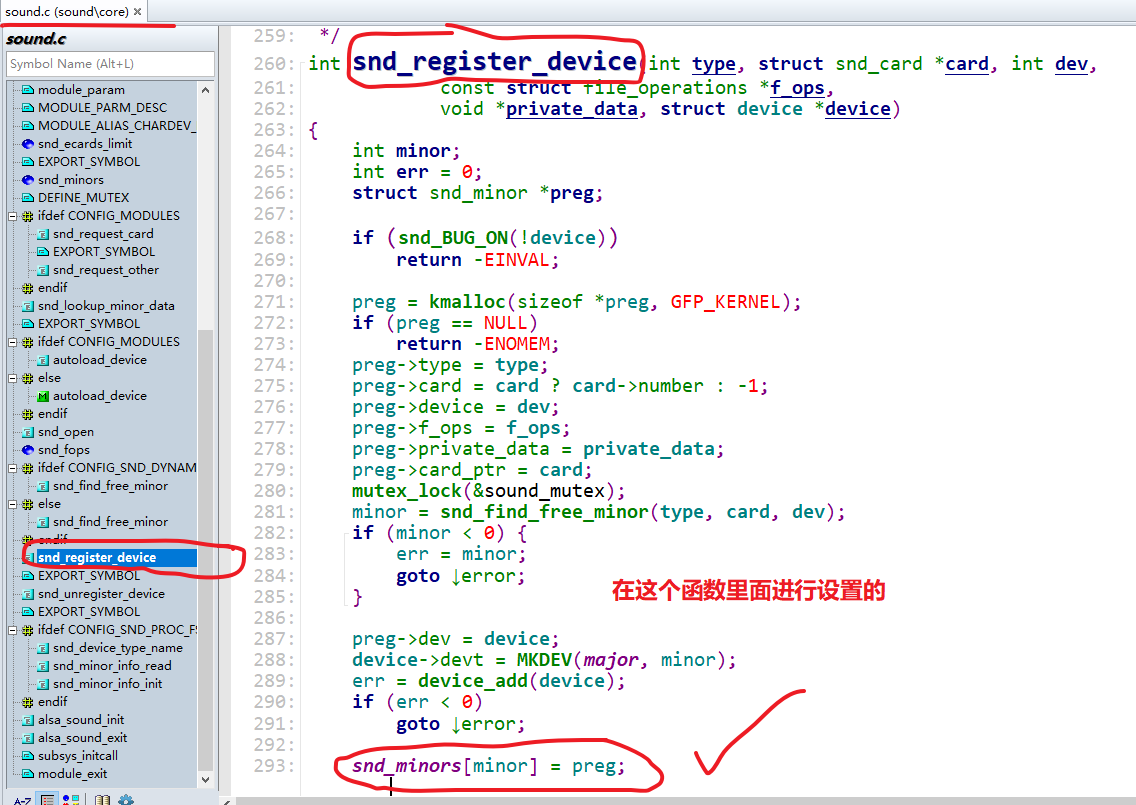 sound.c (sound\core) ×
sound.c
Symbol Name (Alt+L)
module_param
MODULE_PARM_DESC
MODULE_ALIAS_CHARDEV_
snd_ecards_limit
EXPORT_SYMBOL
snd_minors
DEFINE_MUTEX
ifdef CONFIG_MODULES
snd_request_card
EXPORT_SYMBOL
snd_request_other
endif
snd_lookup_minor_data
EXPORT_SYMBOL
ifdef CONFIG_MODULES
autoload_device
else
autoload_device
endif
snd_open
snd_fops
ifdef CONFIG_SND_DYNAM
snd_find_free_minor
else
snd_find_free_minor
endif
snd_register_device
EXPORT_SYMBOL
snd_unregister_device
EXPORT_SYMBOL
ifdef CONFIG_SND_PROC_FS
snd_device_type_name
snd_minor_info_read
snd_minor_info_init
endif
alsa_sound_init
alsa_sound_exit
subsys_initcall
module_exit
A-Z
259: */
260: int snd_register_device(int type, struct snd_card *card, int dev,
261: const struct file_operations *f_ops,
262: void *private_data, struct device *device)
263: {
264: int minor;
265: int err = 0;
266: struct snd_minor *preg;
267:
268: if (snd_BUG_ON(!device))
269: return -EINVAL;
270:
271: preg = kmalloc(sizeof *preg, GFP_KERNEL);
272: if (preg == NULL)
273: return -ENOMEM;
274: preg->type = type;
275: preg->card = card ? card->number : -1;
276: preg->device = dev;
277: preg->f_ops = f_ops;
278: preg->private_data = private_data;
279: preg->card_ptr = card;
280: mutex_lock(&sound_mutex);
281: minor = snd_find_free_minor(type, card, dev);
282: if (minor < 0) {
283: err = minor;
284: goto ↓error;
285: }
在这个函数里面进行设置的
286:
287: preg->dev = device;
288: device->devt = MKDEV(major, minor);
289: err = device_add(device);
290: if (err < 0)
291: goto ↓error;
292:
293: snd_minors[minor] = preg;